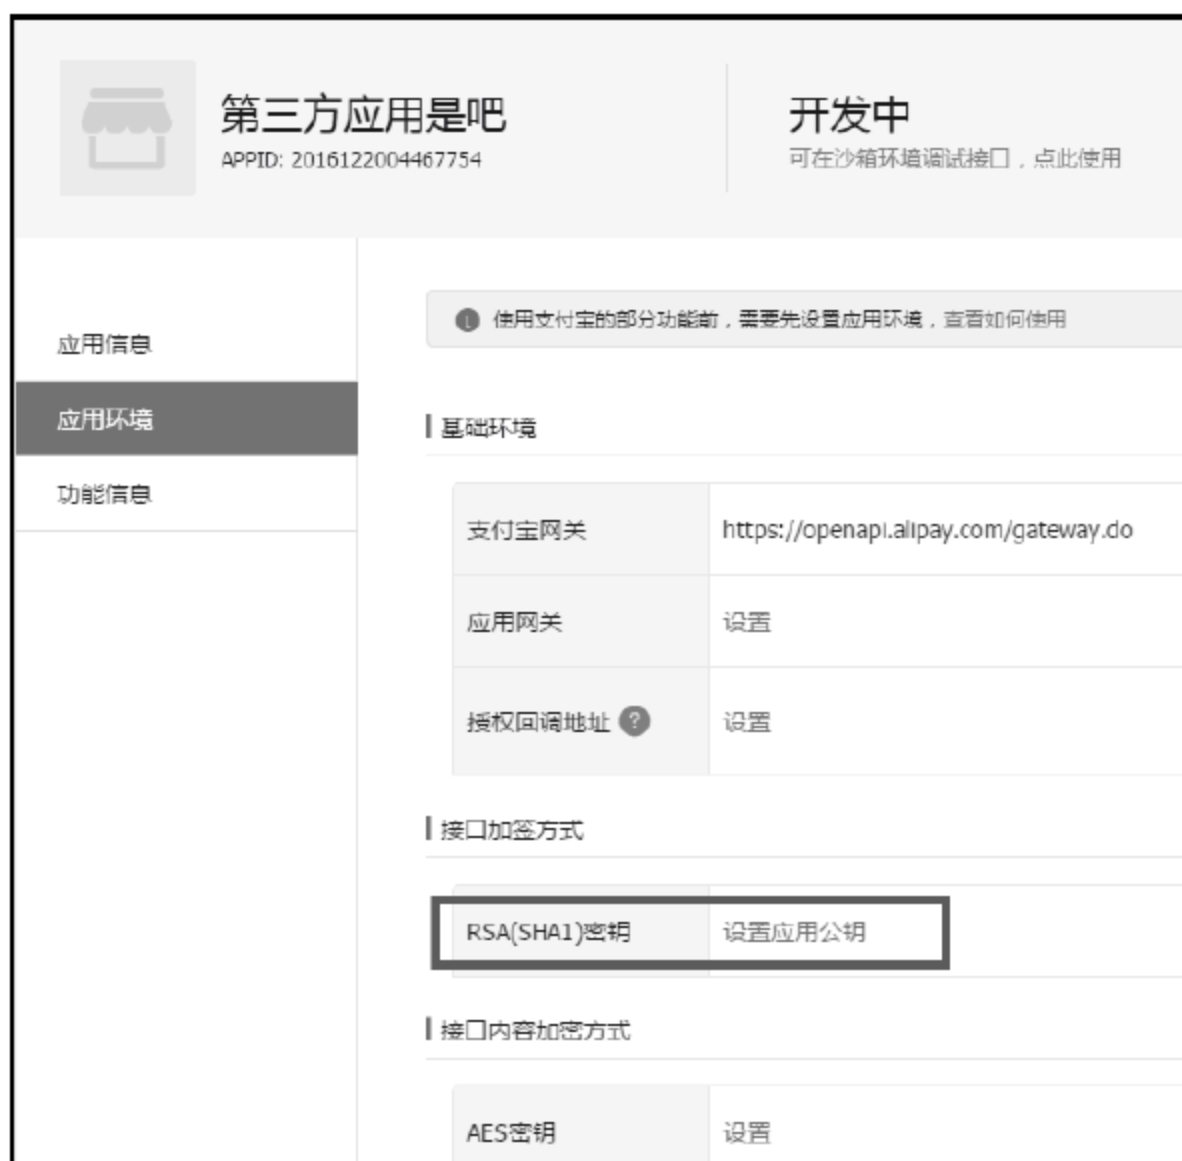 第三方应用是吧
APPID: 2016122004467754
开发中
可在沙箱环境调试接口，点此使用
应用信息
应用环境
功能信息
使用支付宝的部分功能前，需要先设置应用环境，查看如何使用
基础环境
支付宝网关 https://openapi.alipay.com/gateway.do
应用网关 设置
授权回调地址 ? 设置
接口加签方式
RSA(SHA1)密钥 设置应用公钥
接口内容加密方式
AES密钥 设置